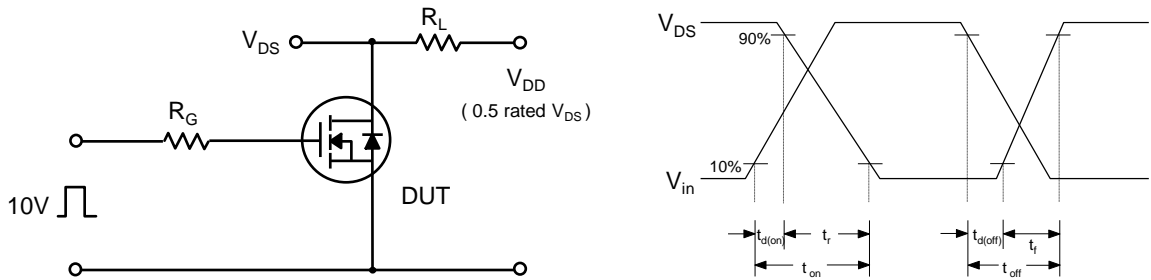 R_L
V_DS
V_DD
( 0.5 rated V_DS )
R_G
10V
DUT
V_DS
90%
10%
V_in
t_d(on)
t_r
t_on
t_d(off)
t_f
t_off